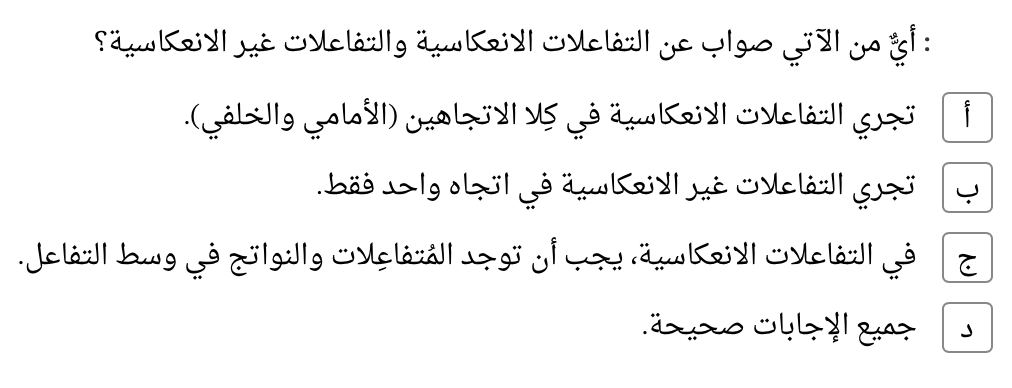 : أيٌّ من الآتي صواب عن التفاعلات الانعكاسية والتفاعلات غير الانعكاسية؟
أ تجري التفاعلات الانعكاسية في كِلا الاتجاهين (الأمامي والخلفي).
ب تجري التفاعلات غير الانعكاسية في اتجاه واحد فقط.
ج في التفاعلات الانعكاسية، يجب أن توجد المُتفاعِلات والنواتج في وسط التفاعل.
د جميع الإجابات صحيحة.